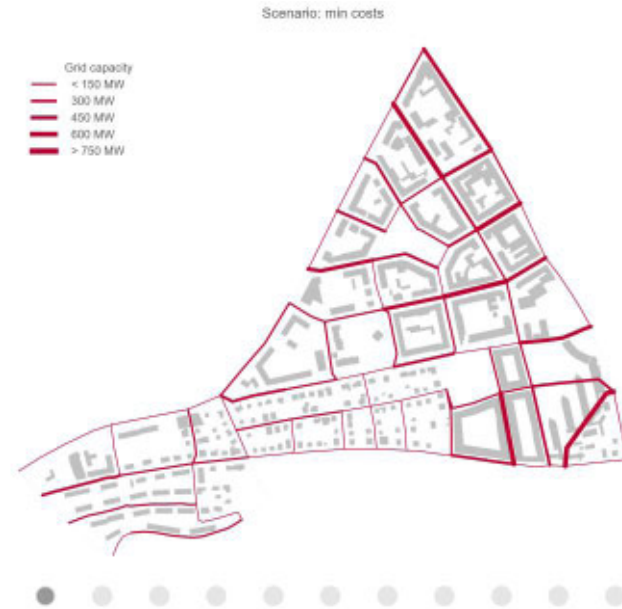 Scenario: min costs
Grid capacity
< 150 MW
300 MW
450 MW
600 MW
> 750 MW